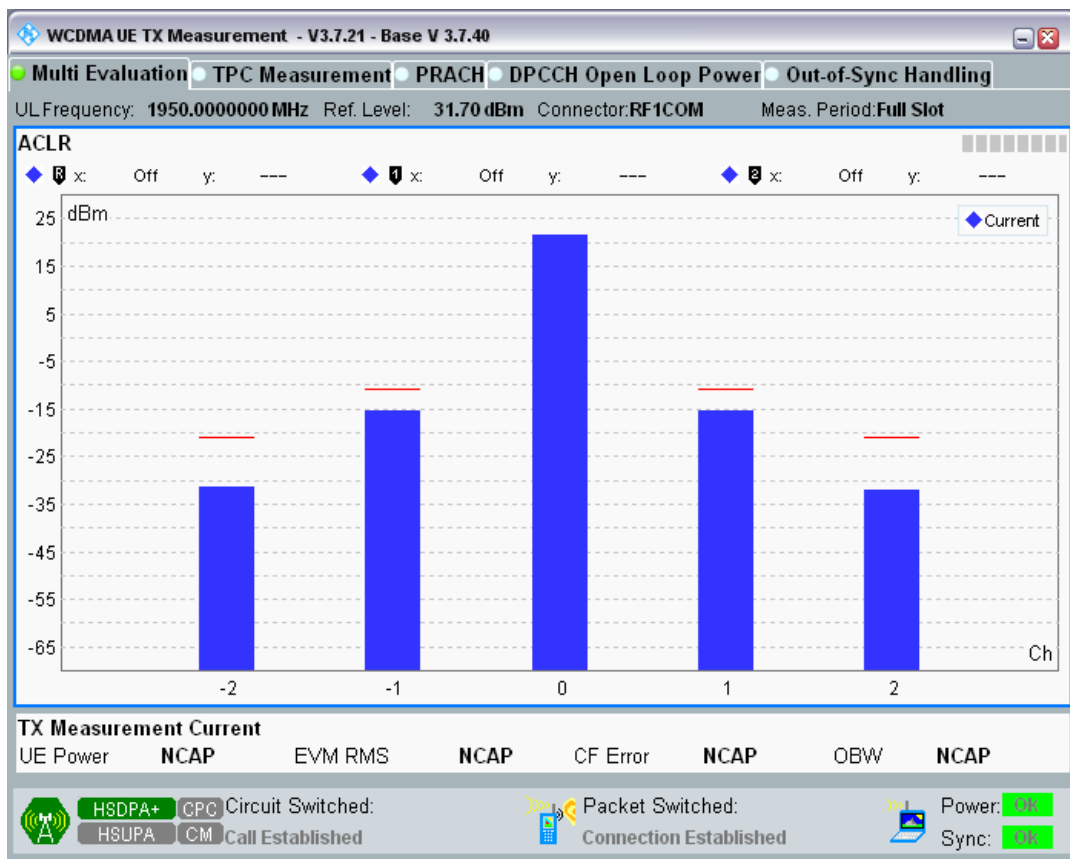 WCDMA UE TX Measurement - V3.7.21 - Base V 3.7.40
Multi Evaluation TPC Measurement PRACH DPCCH Open Loop Power Out-of-Sync Handling
UL Frequency: 1950.0000000 MHz Ref. Level: 31.70 dBm Connector:RF1COM Meas. Period:Full Slot
ACLR
R x: Off y: --- 1 x: Off y: --- 2 x: Off y: ---
dBm
Current
25
15
5
-5
-15
-25
-35
-45
-55
-65
Ch
-2 -1 0 1 2
TX Measurement Current
UE Power NCAP EVM RMS NCAP CF Error NCAP OBW NCAP
HSDPA+ CPC Circuit Switched: Packet Switched: Power: OK
HSUPA CM Call Established Connection Established Sync: OK